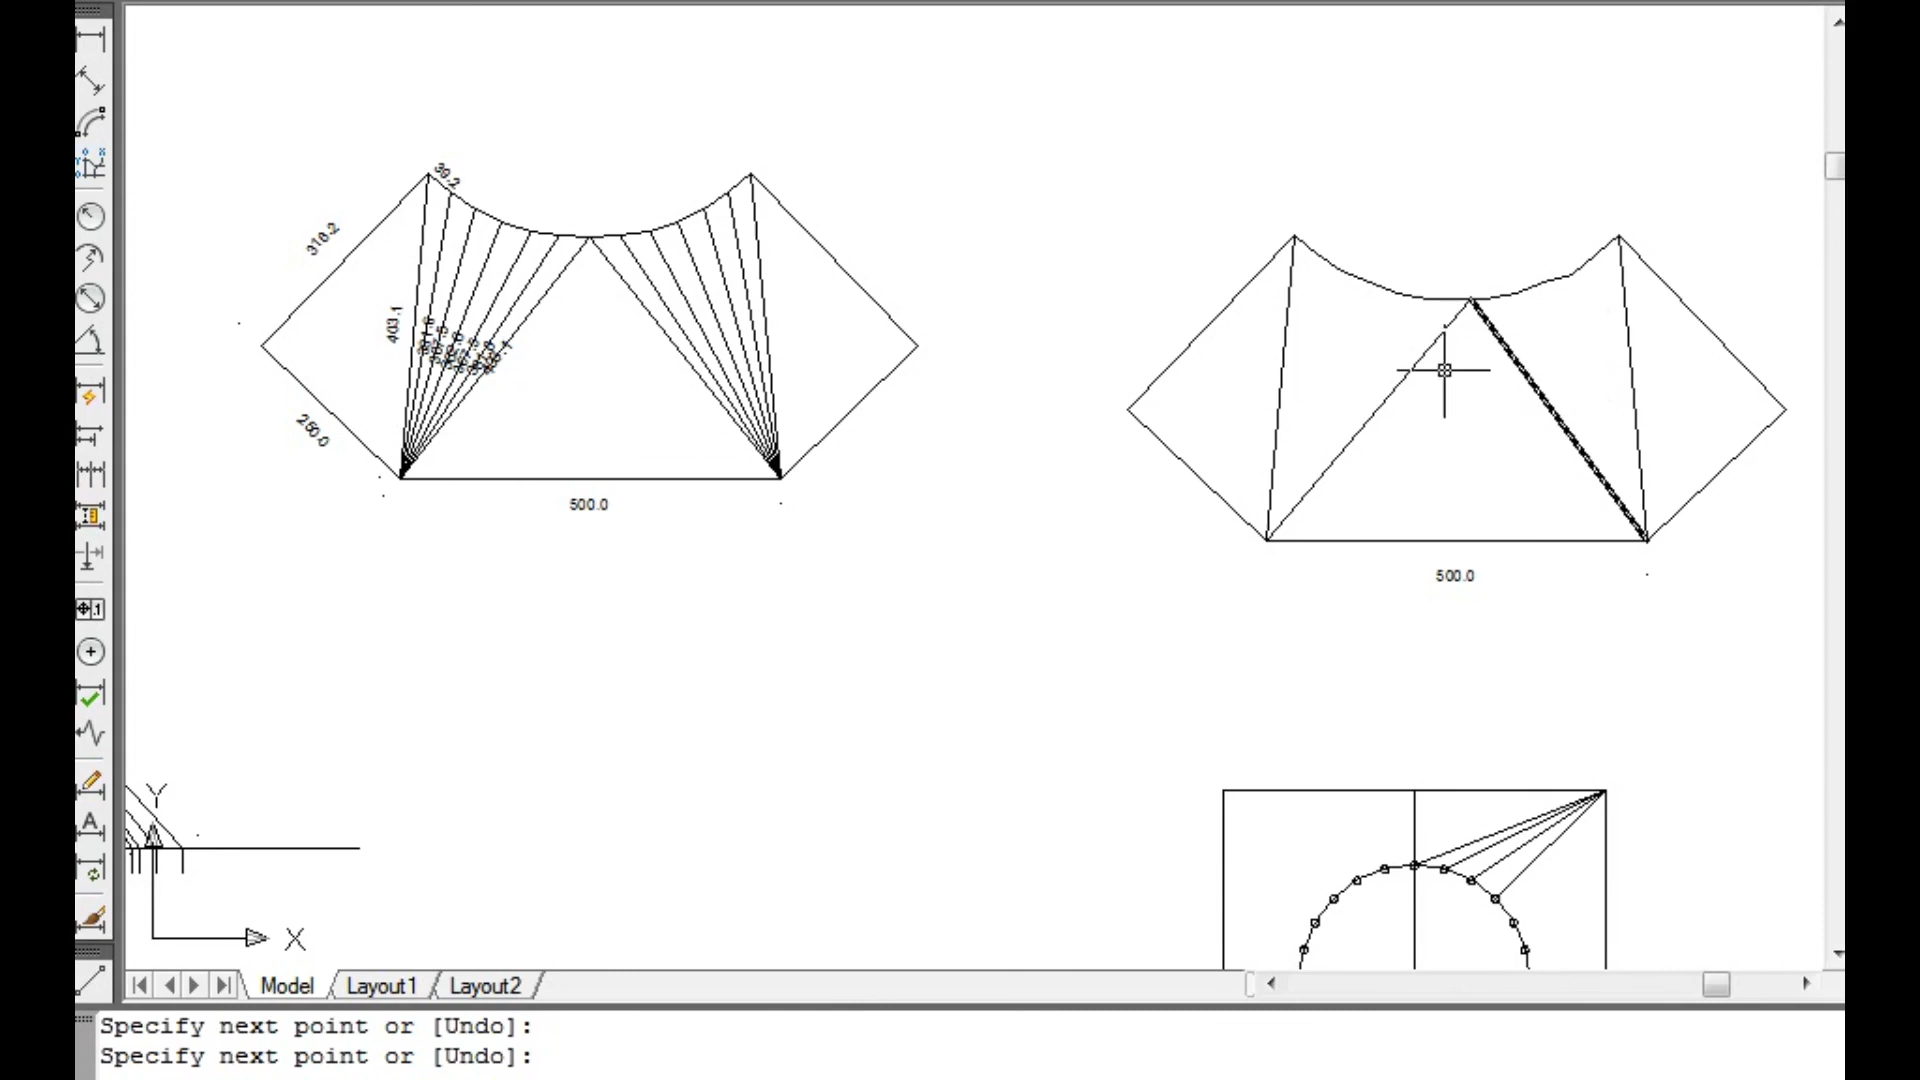 39.2
316.2
403.1
250.0
500.0
500.0
Y
X
Model
Layout1
Layout2
Specify next point or [Undo]:
Specify next point or [Undo]: